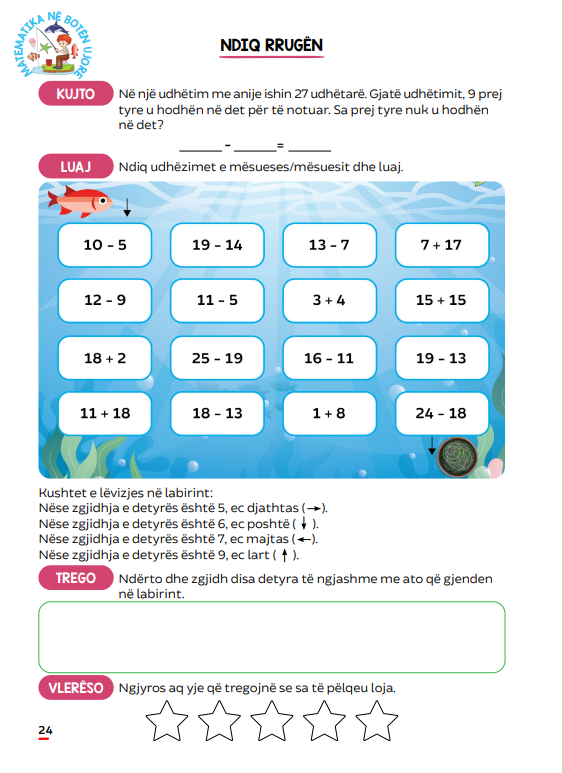 MATEMATIKA NË BOTËN UJORE
NDIQ RRUGËN
KUJTO
Në një udhëtim me anije ishin 27 udhëtarë. Gjatë udhëtimit, 9 prej
tyre u hodhën në det për të notuar. Sa prej tyre nuk u hodhën
në det?
______ - ______ = ______
LUAJ
Ndiq udhëzimet e mësueses/mësuesit dhe luaj.
10 – 5 19 – 14 13 – 7 7 + 17
12 – 9 11 – 5 3 + 4 15 + 15
18 + 2 25 – 19 16 – 11 19 – 13
11 + 18 18 – 13 1 + 8 24 – 18
Kushtet e lëvizjes në labirint:
Nëse zgjidhja e detyrës është 5, ec djathtas (→).
Nëse zgjidhja e detyrës është 6, ec poshtë (↓).
Nëse zgjidhja e detyrës është 7, ec majtas (←).
Nëse zgjidhja e detyrës është 9, ec lart (↑).
TREGO
Ndërto dhe zgjidh disa detyra të ngjashme me ato që gjenden
në labirint.
VLERËSO
Ngjyros aq yje që tregojnë se sa të pëlqeu loja.
24